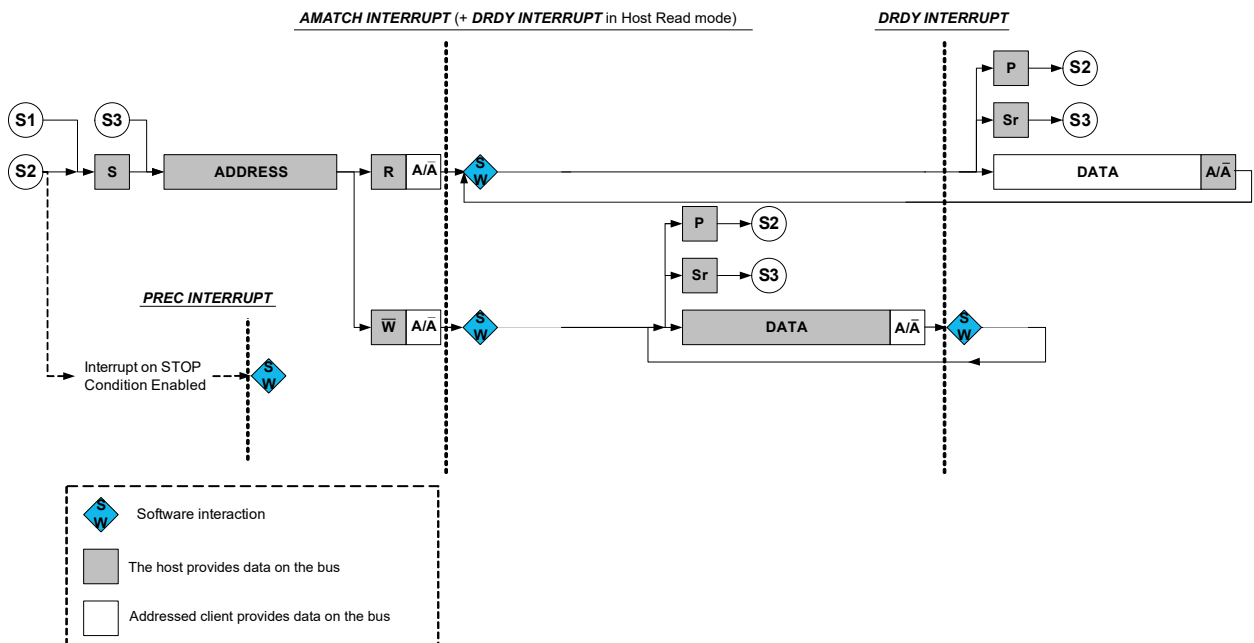 AMATCH INTERRUPT (+ DRDY INTERRUPT in Host Read mode)
DRDY INTERRUPT
P
S2
S1
S3
Sr
S3
S2
S
ADDRESS
R
A/A̅
S
W
DATA
A/A̅
P
S2
Sr
S3
PREC INTERRUPT
W̅
A/A̅
S
W
DATA
A/A̅
S
W
Interrupt on STOP
Condition Enabled
S
W
S
W
Software interaction
The host provides data on the bus
Addressed client provides data on the bus